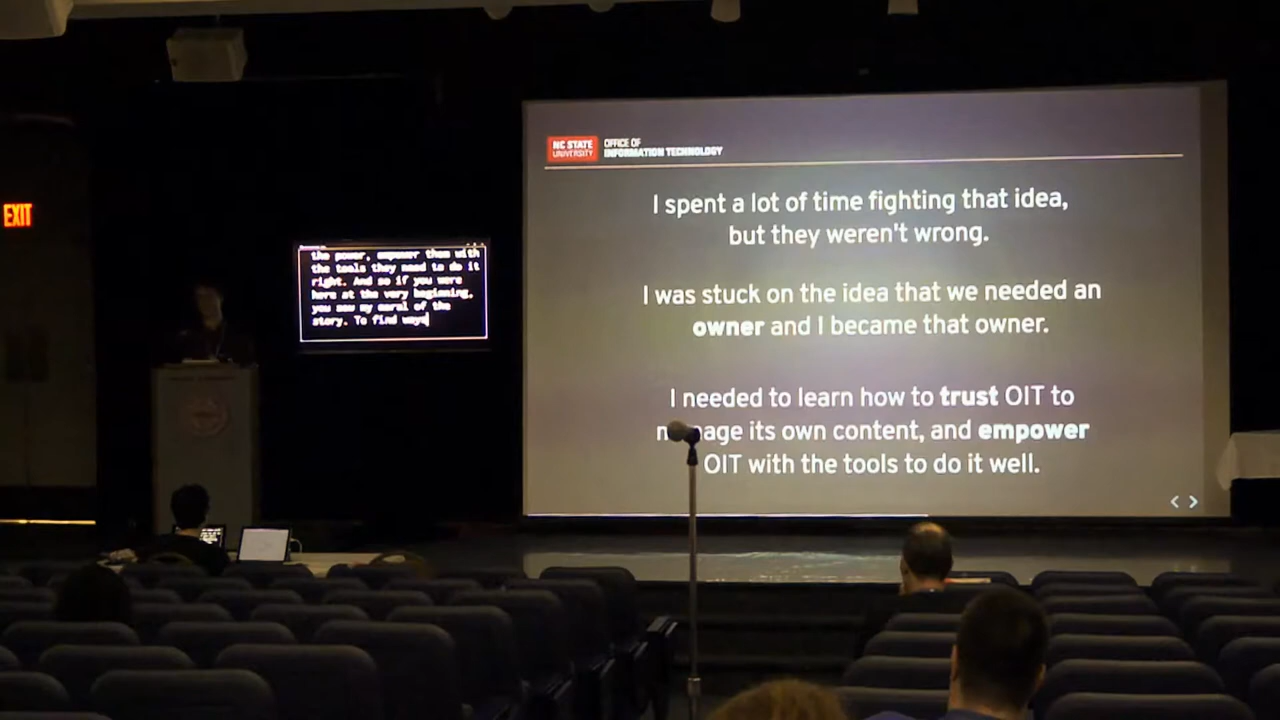 EXIT
the power, empower them with
the tools they need to do it
right. And so if you were
here at the very beginning,
you saw my moral of the
story. To find ways
NC STATE
UNIVERSITY
OFFICE OF
INFORMATION TECHNOLOGY
I spent a lot of time fighting that idea,
but they weren't wrong.
I was stuck on the idea that we needed an
owner and I became that owner.
I needed to learn how to trust OIT to
manage its own content, and empower
OIT with the tools to do it well.